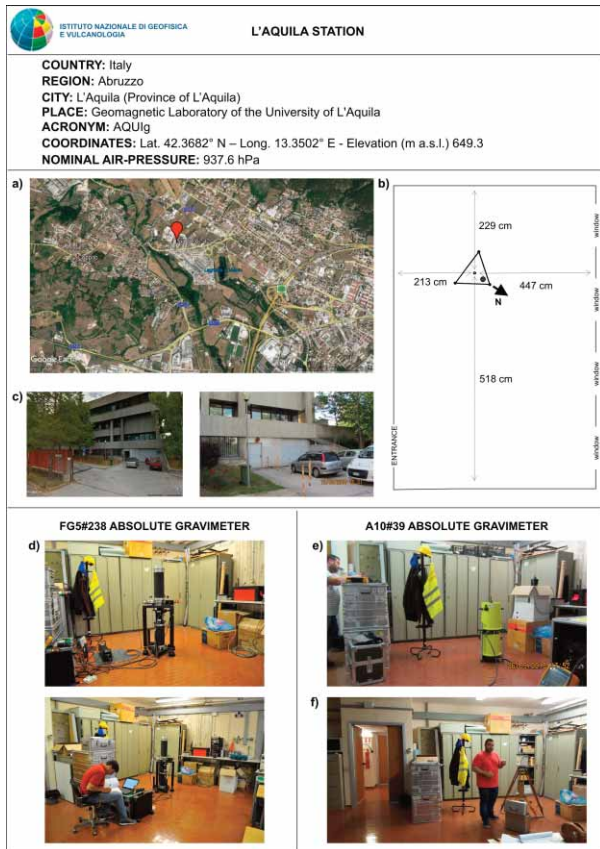 ISTITUTO NAZIONALE DI GEOFISICA
E VULCANOLOGIA
L'AQUILA STATION
COUNTRY: Italy
REGION: Abruzzo
CITY: L'Aquila (Province of L'Aquila)
PLACE: Geomagnetic Laboratory of the University of L'Aquila
ACRONYM: AQUIg
COORDINATES: Lat. 42.3682° N – Long. 13.3502° E - Elevation (m a.s.l.) 649.3
NOMINAL AIR-PRESSURE: 937.6 hPa
a)
Google Earth
b)
229 cm
213 cm
447 cm
N
518 cm
ENTRANCE
window
window
window
window
c)
FG5#238 ABSOLUTE GRAVIMETER
d)
A10#39 ABSOLUTE GRAVIMETER
e)
f)